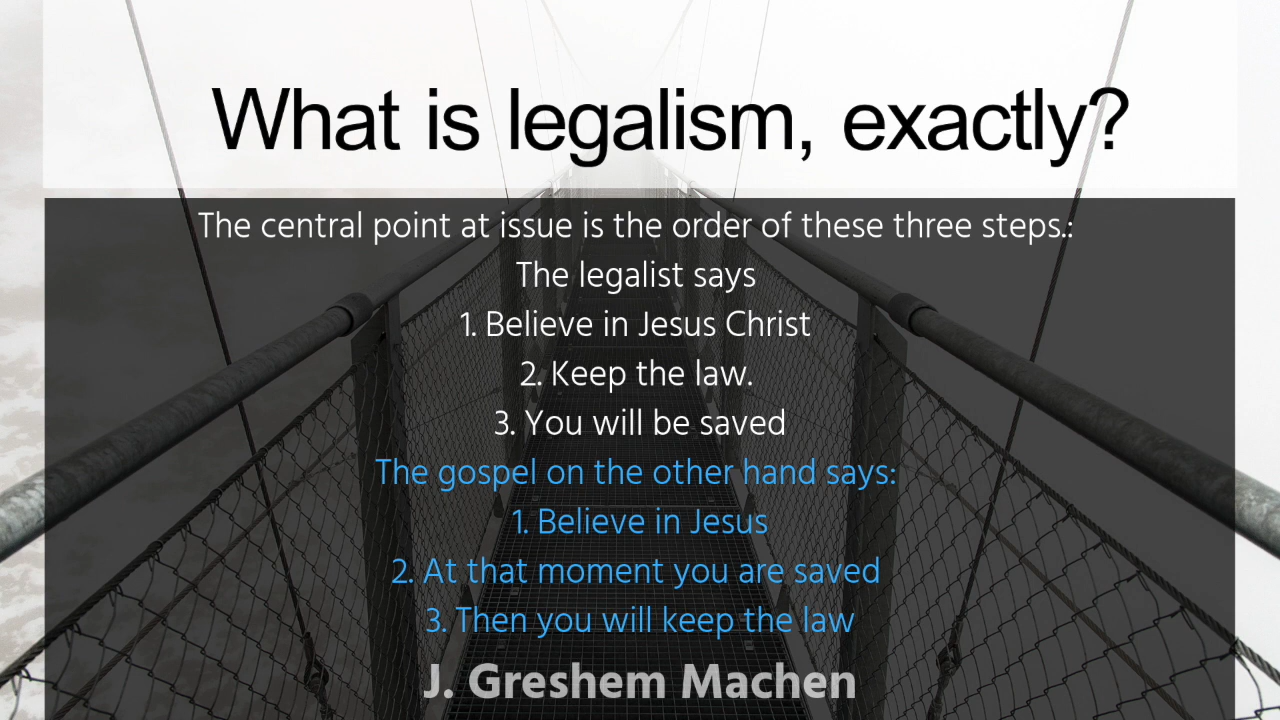 What is legalism, exactly?
The central point at issue is the order of these three steps.:
The legalist says
1. Believe in Jesus Christ
2. Keep the law.
3. You will be saved
The gospel on the other hand says:
1. Believe in Jesus
2. At that moment you are saved
3. Then you will keep the law
J. Greshem Machen